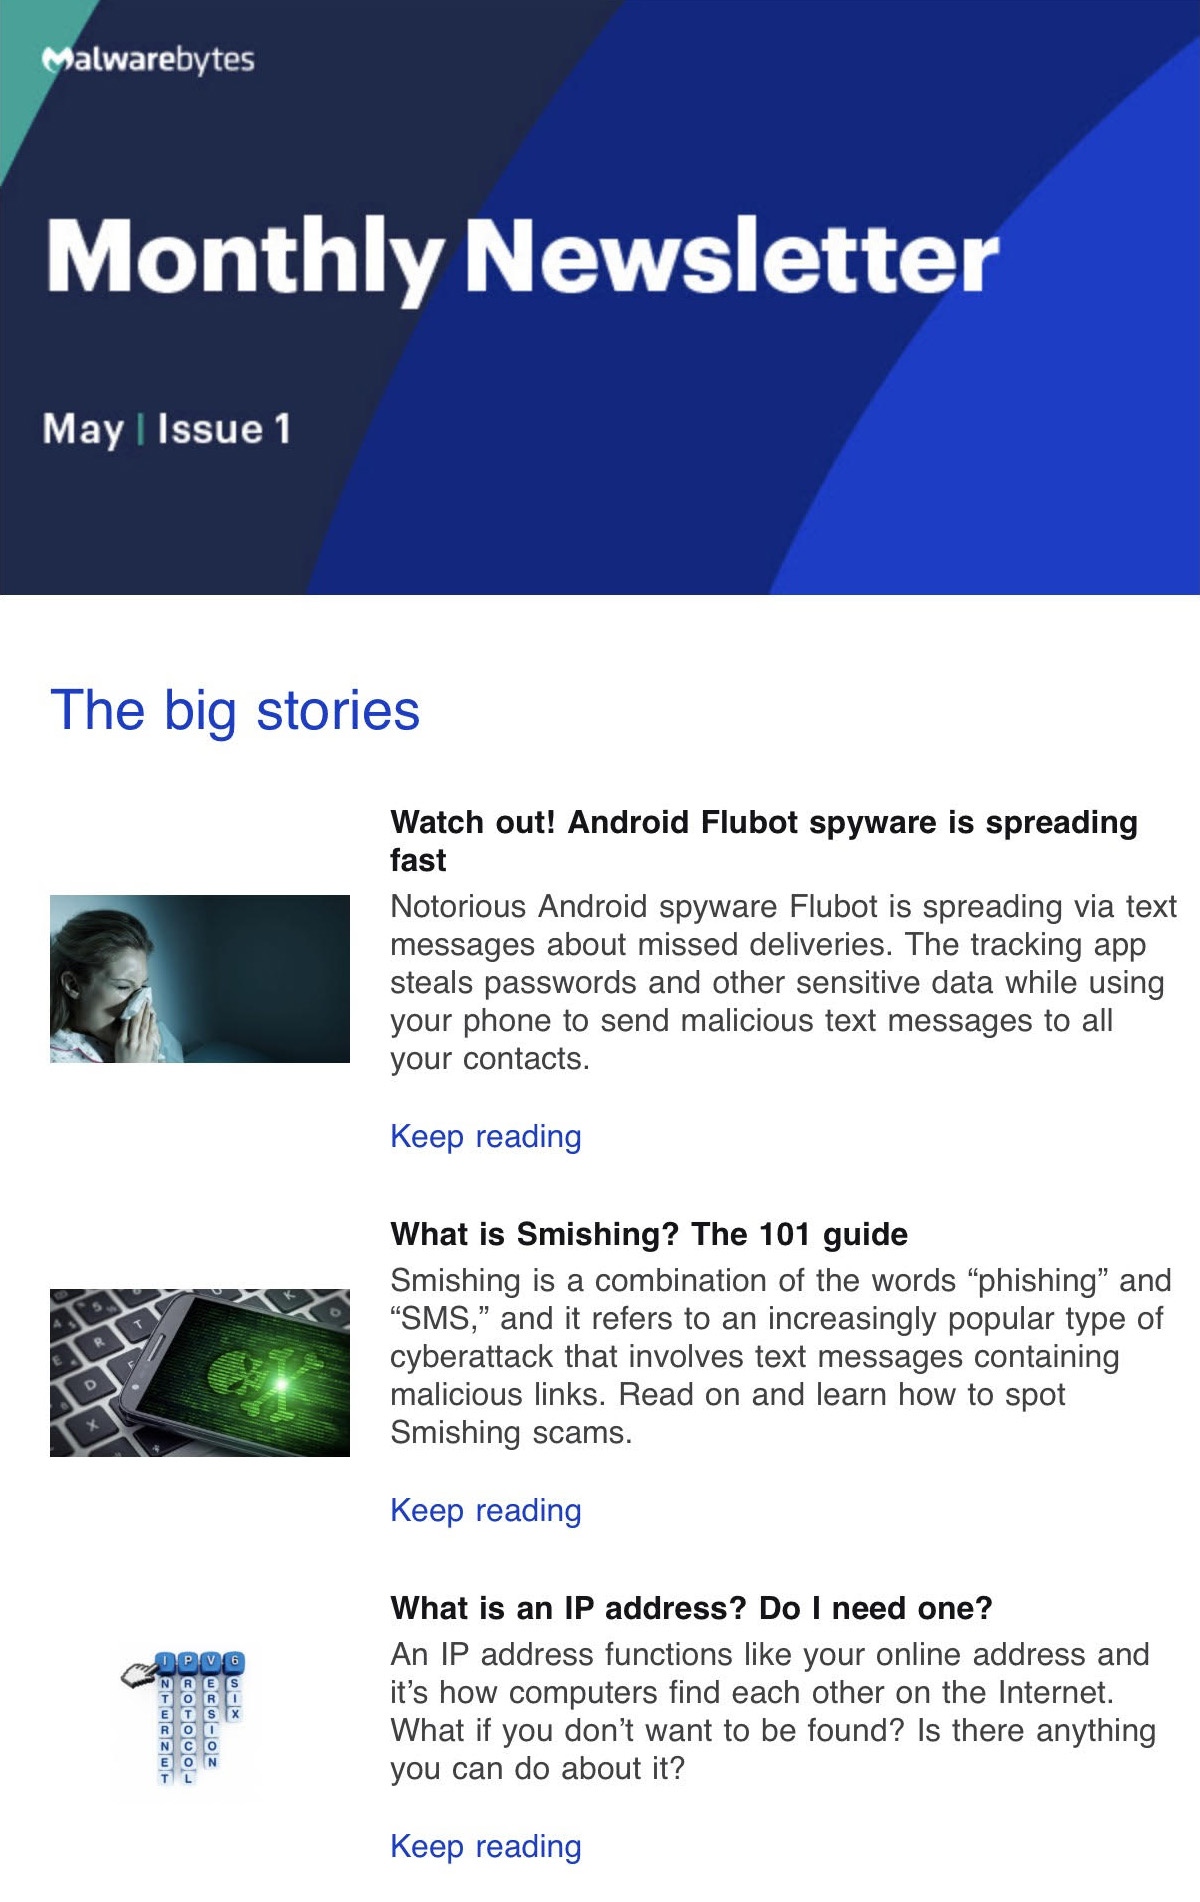 Malwarebytes
Monthly Newsletter
May | Issue 1
The big stories
Watch out! Android Flubot spyware is spreading
fast
Notorious Android spyware Flubot is spreading via text
messages about missed deliveries. The tracking app
steals passwords and other sensitive data while using
your phone to send malicious text messages to all
your contacts.
Keep reading
What is Smishing? The 101 guide
Smishing is a combination of the words “phishing” and
“SMS,” and it refers to an increasingly popular type of
cyberattack that involves text messages containing
malicious links. Read on and learn how to spot
Smishing scams.
Keep reading
What is an IP address? Do I need one?
An IP address functions like your online address and
it’s how computers find each other on the Internet.
What if you don’t want to be found? Is there anything
you can do about it?
Keep reading
IPV6
INTERNET
PROTOCOL
VERSION
SIX